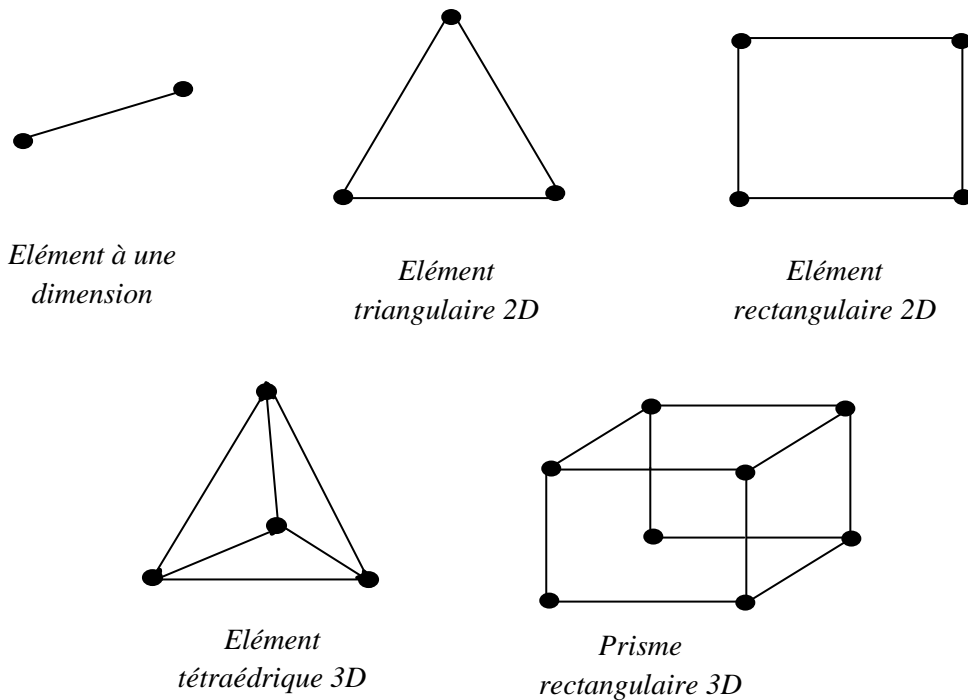 Elément à une
dimension
Elément
triangulaire 2D
Elément
rectangulaire 2D
Elément
tétraédrique 3D
Prisme
rectangulaire 3D